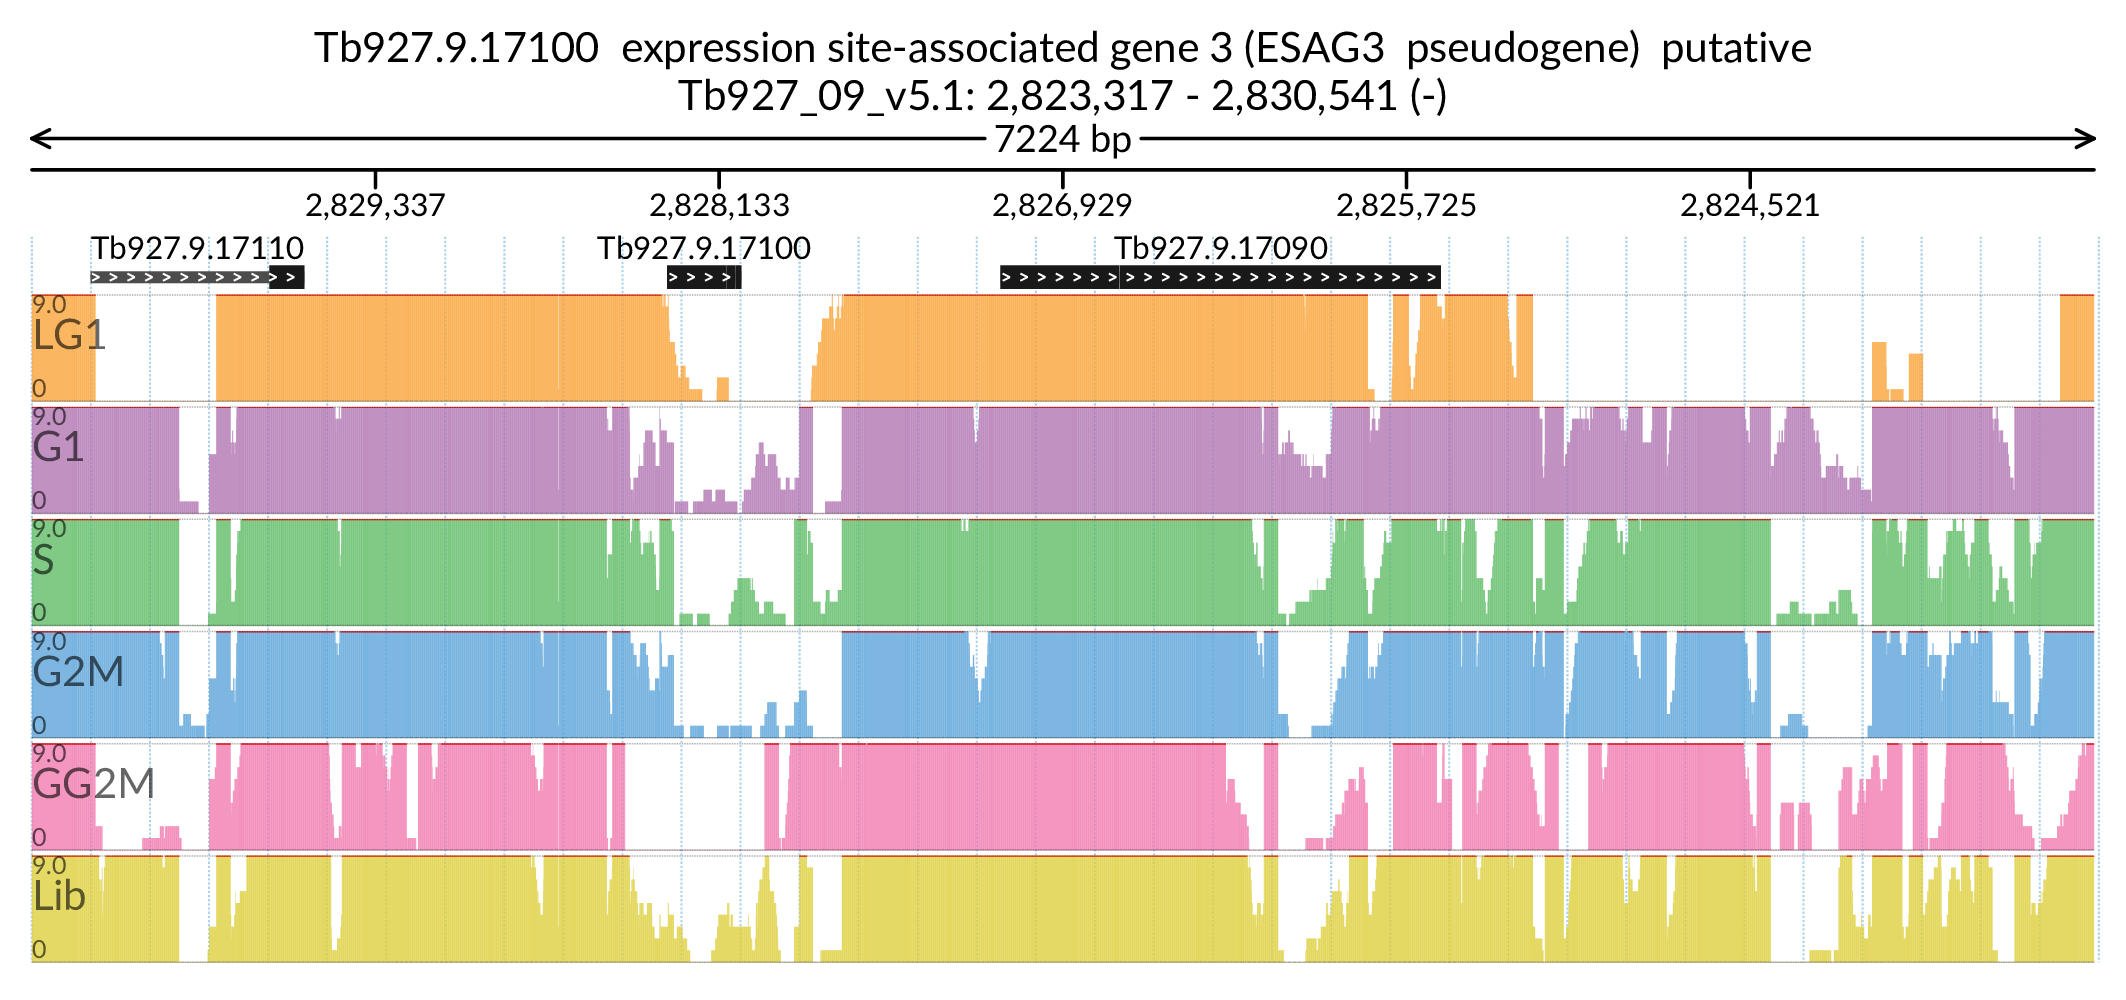 Tb927.9.17100  expression site-associated gene 3 (ESAG3  pseudogene)  putative
Tb927_09_v5.1: 2,823,317 - 2,830,541 (-)
7224 bp
2,829,337 2,828,133 2,826,929 2,825,725 2,824,521
Tb927.9.17110 Tb927.9.17100 Tb927.9.17090
9.0
LG1
0
9.0
G1
0
9.0
S
0
9.0
G2M
0
9.0
GG2M
0
9.0
Lib
0